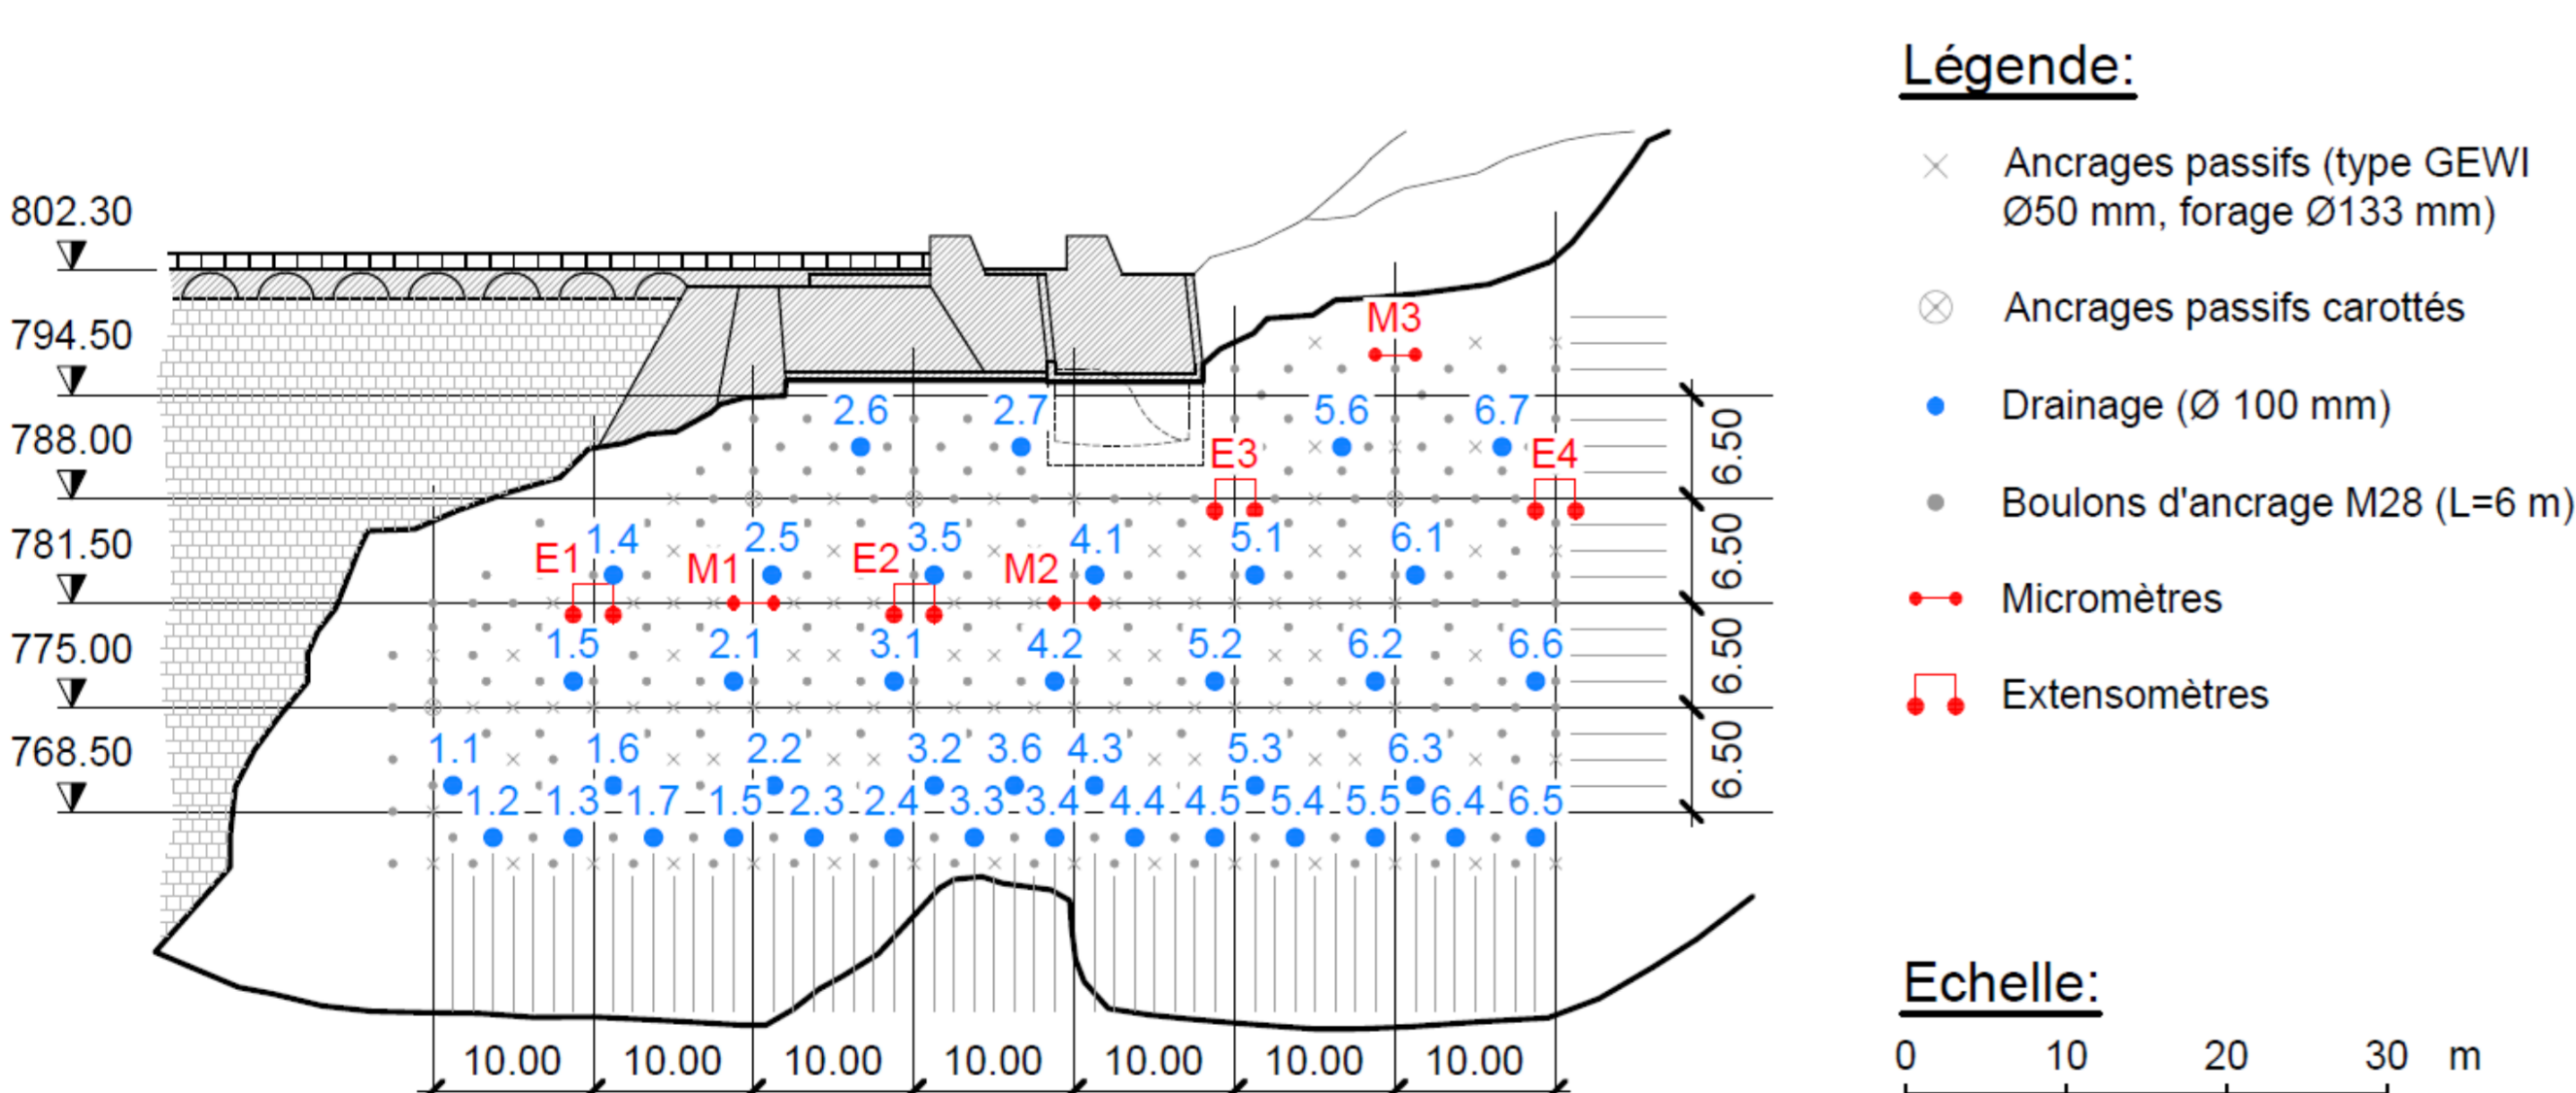 Légende:
Ancrages passifs (type GEWI
Ø50 mm, forage Ø133 mm)
802.30
Ancrages passifs carottés
M3
794.50
2.6 2.7 5.6 6.7
Drainage (Ø 100 mm)
788.00
6.50
E3 E4
Boulons d'ancrage M28 (L=6 m)
781.50
1.4 2.5 3.5 4.1 5.1 6.1
6.50
E1 M1 E2 M2
Micromètres
775.00
1.5 2.1 3.1 4.2 5.2 6.2 6.6
6.50
Extensomètres
768.50
1.1 1.6 2.2 3.2 3.6 4.3 5.3 6.3
6.50
1.2 1.3 1.7 1.5 2.3 2.4 3.3 3.4 4.4 4.5 5.4 5.5 6.4 6.5
Echelle:
10.00 10.00 10.00 10.00 10.00 10.00 10.00
0 10 20 30 m